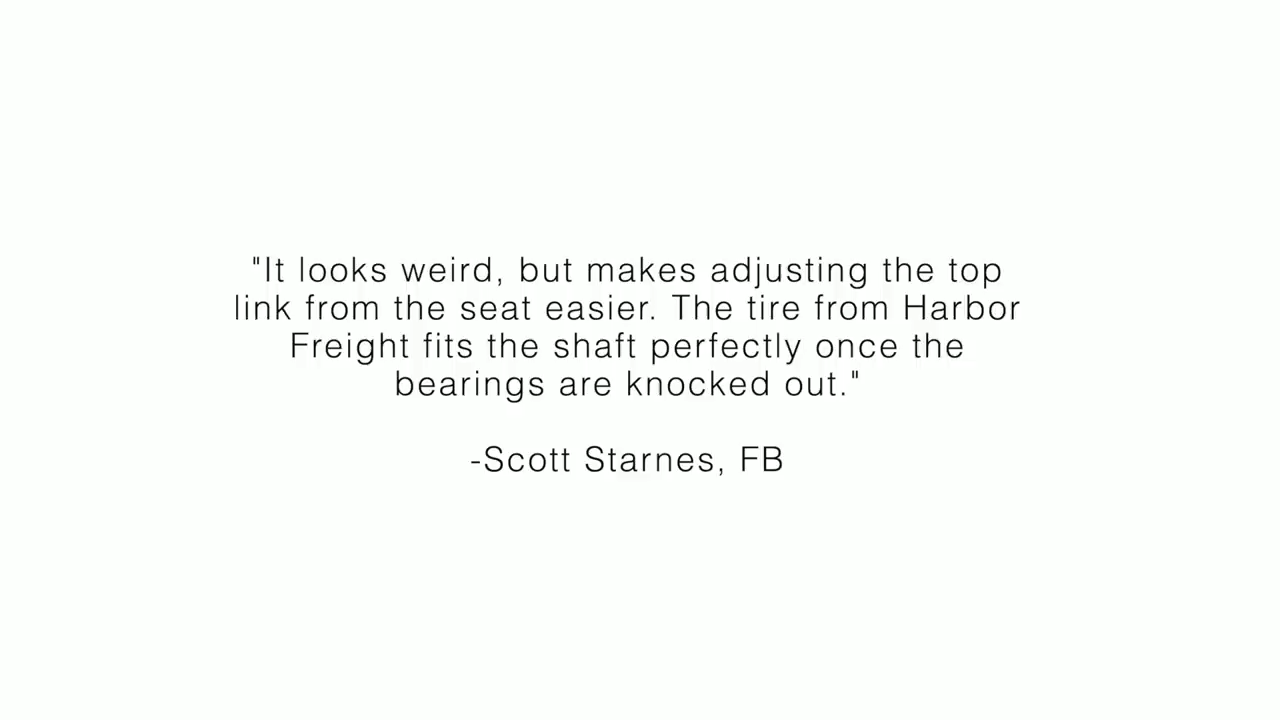 "It looks weird, but makes adjusting the top
link from the seat easier. The tire from Harbor
Freight fits the shaft perfectly once the
bearings are knocked out."
-Scott Starnes, FB